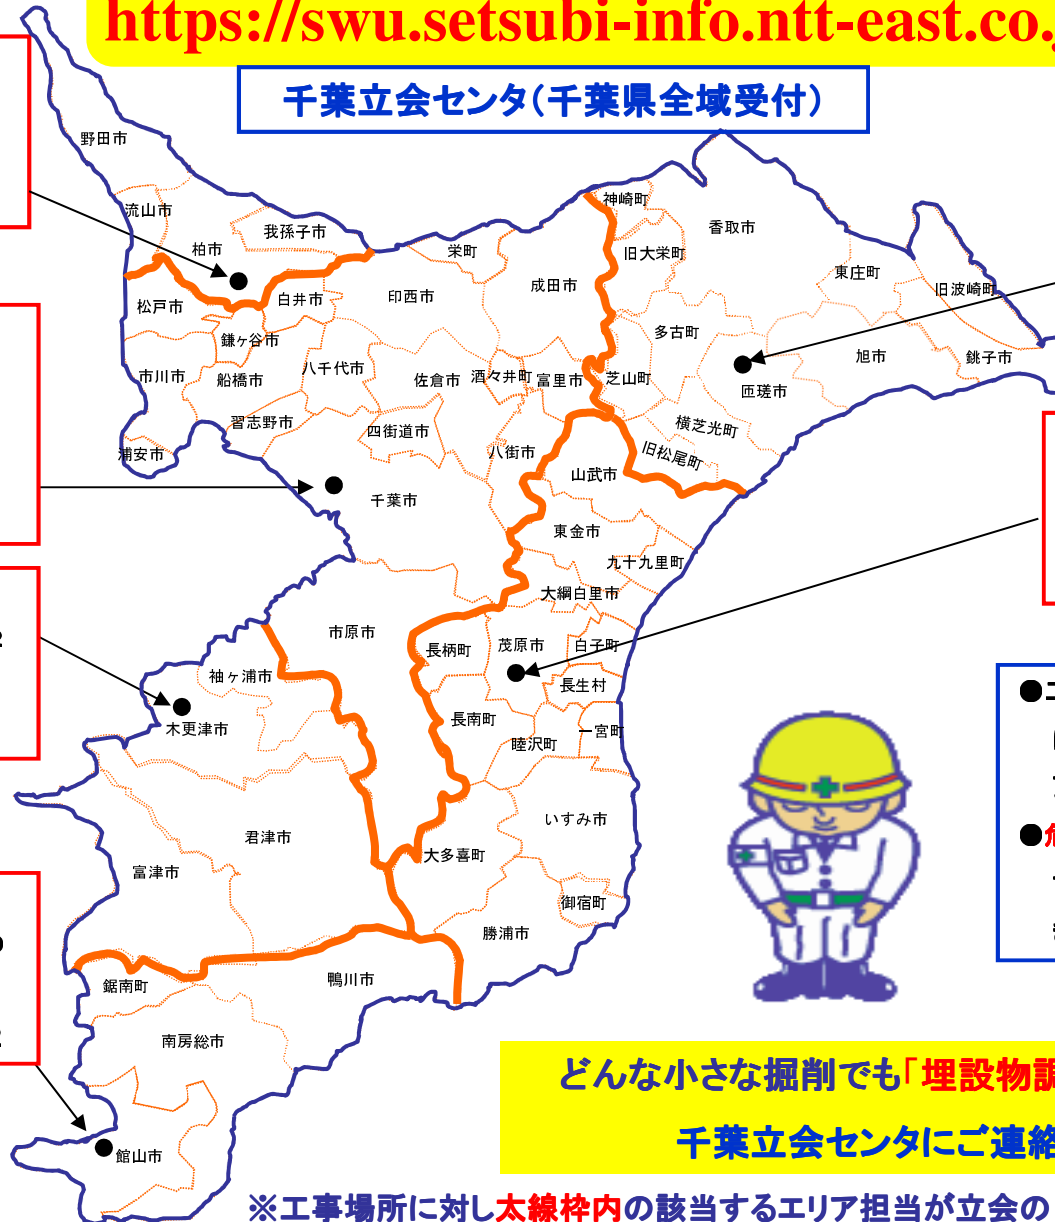 https://swu.setsubi-info.ntt-east.co.
千葉立会センタ(千葉県全域受付)
野田市
流山市
柏市
我孫子市
松戸市
白井市
鎌ヶ谷市
市川市
船橋市
八千代市
習志野市
浦安市
栄町
印西市
成田市
佐倉市
酒々井町
富里市
四街道市
八街市
千葉市
神崎町
香取市
旧大栄町
東庄町
旧波崎町
多古町
旭市
銚子市
芝山町
匝瑳市
横芝光町
旧松尾町
山武市
東金市
九十九里町
大網白里市
市原市
長柄町
茂原市
白子町
長生村
長南町
睦沢町
一宮町
袖ヶ浦市
木更津市
君津市
富津市
大多喜町
いすみ市
御宿町
勝浦市
鋸南町
鴨川市
南房総市
館山市
どんな小さな掘削でも「埋設物調
千葉立会センタにご連絡
※工事場所に対し太線枠内の該当するエリア担当が立会の